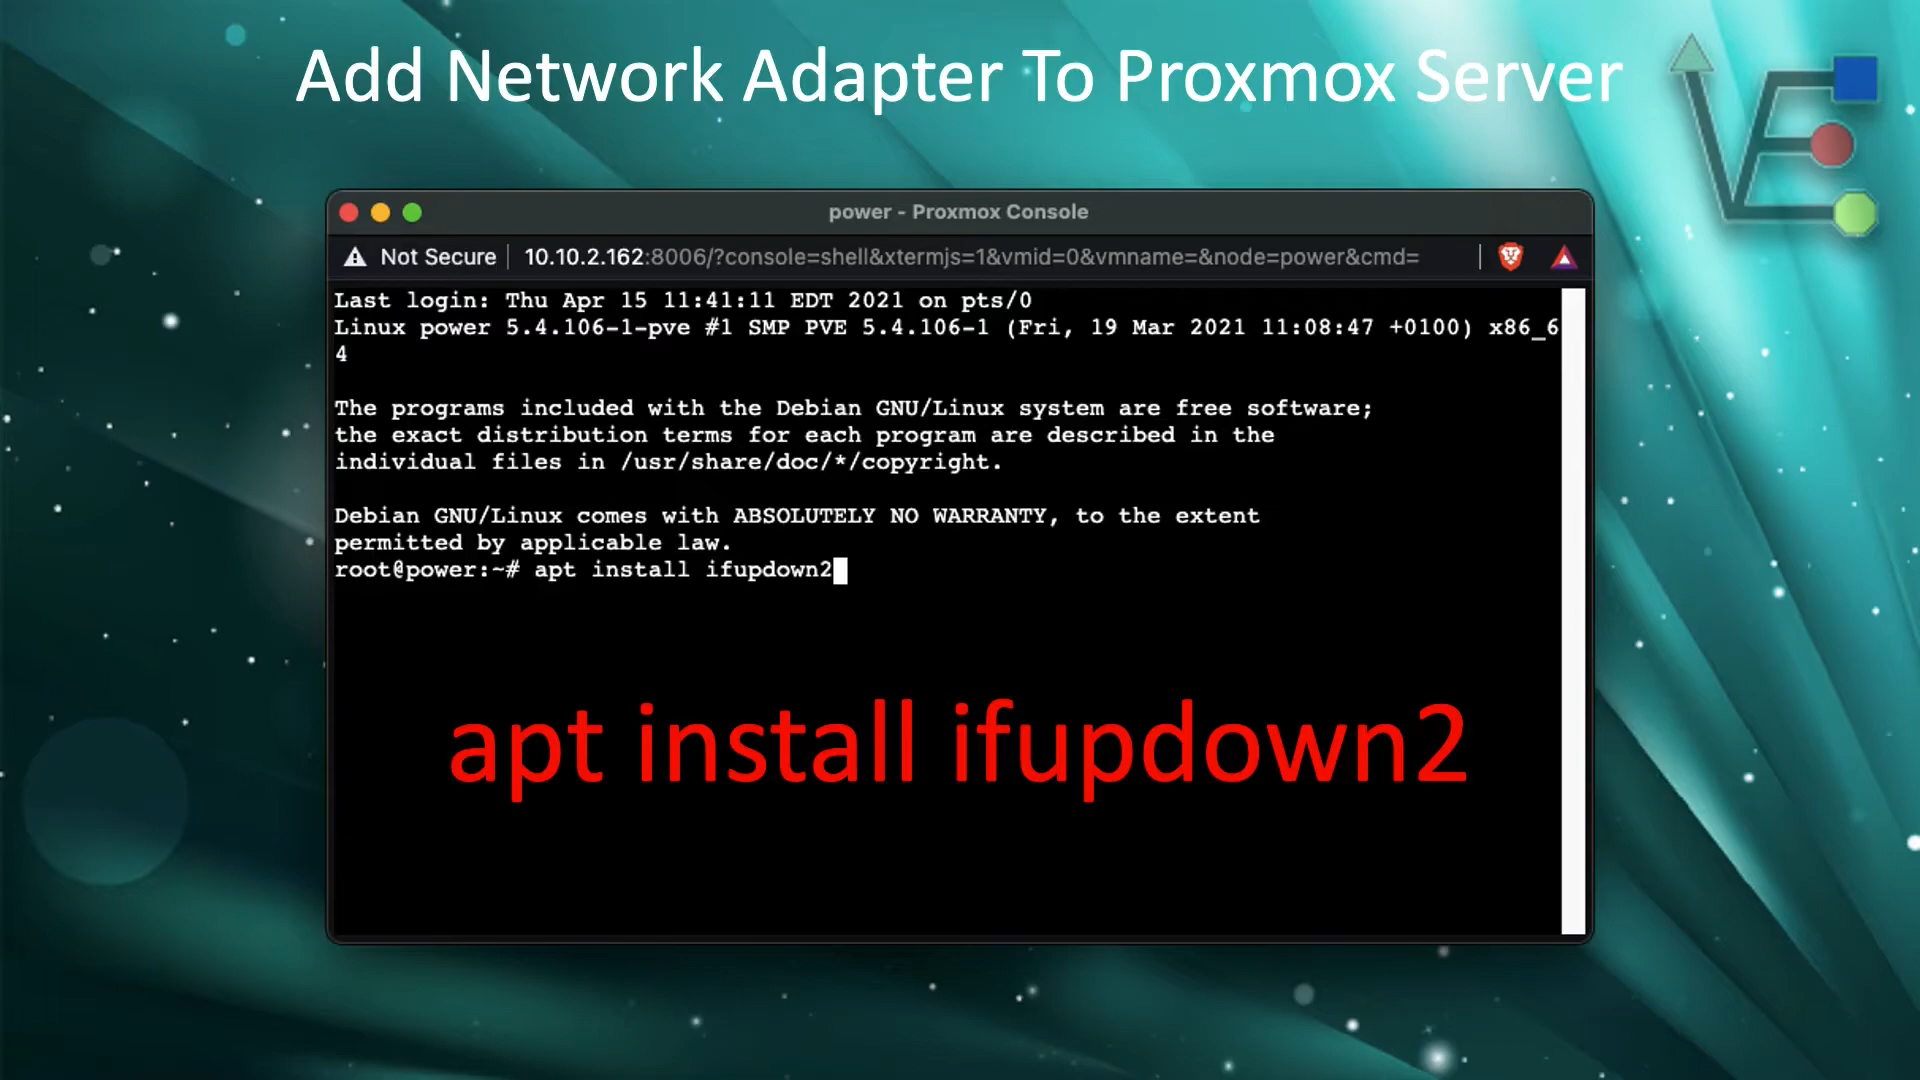 Add Network Adapter To Proxmox Server
power - Proxmox Console
Not Secure 10.10.2.162:8006/?console=shell&xtermjs=1&vmid=0&vmname=&node=power&cmd=
Last login: Thu Apr 15 11:41:11 EDT 2021 on pts/0
Linux power 5.4.106-1-pve #1 SMP PVE 5.4.106-1 (Fri, 19 Mar 2021 11:08:47 +0100) x86_6
4
The programs included with the Debian GNU/Linux system are free software;
the exact distribution terms for each program are described in the
individual files in /usr/share/doc/*/copyright.
Debian GNU/Linux comes with ABSOLUTELY NO WARRANTY, to the extent
permitted by applicable law.
root@power:~# apt install ifupdown2
apt install ifupdown2